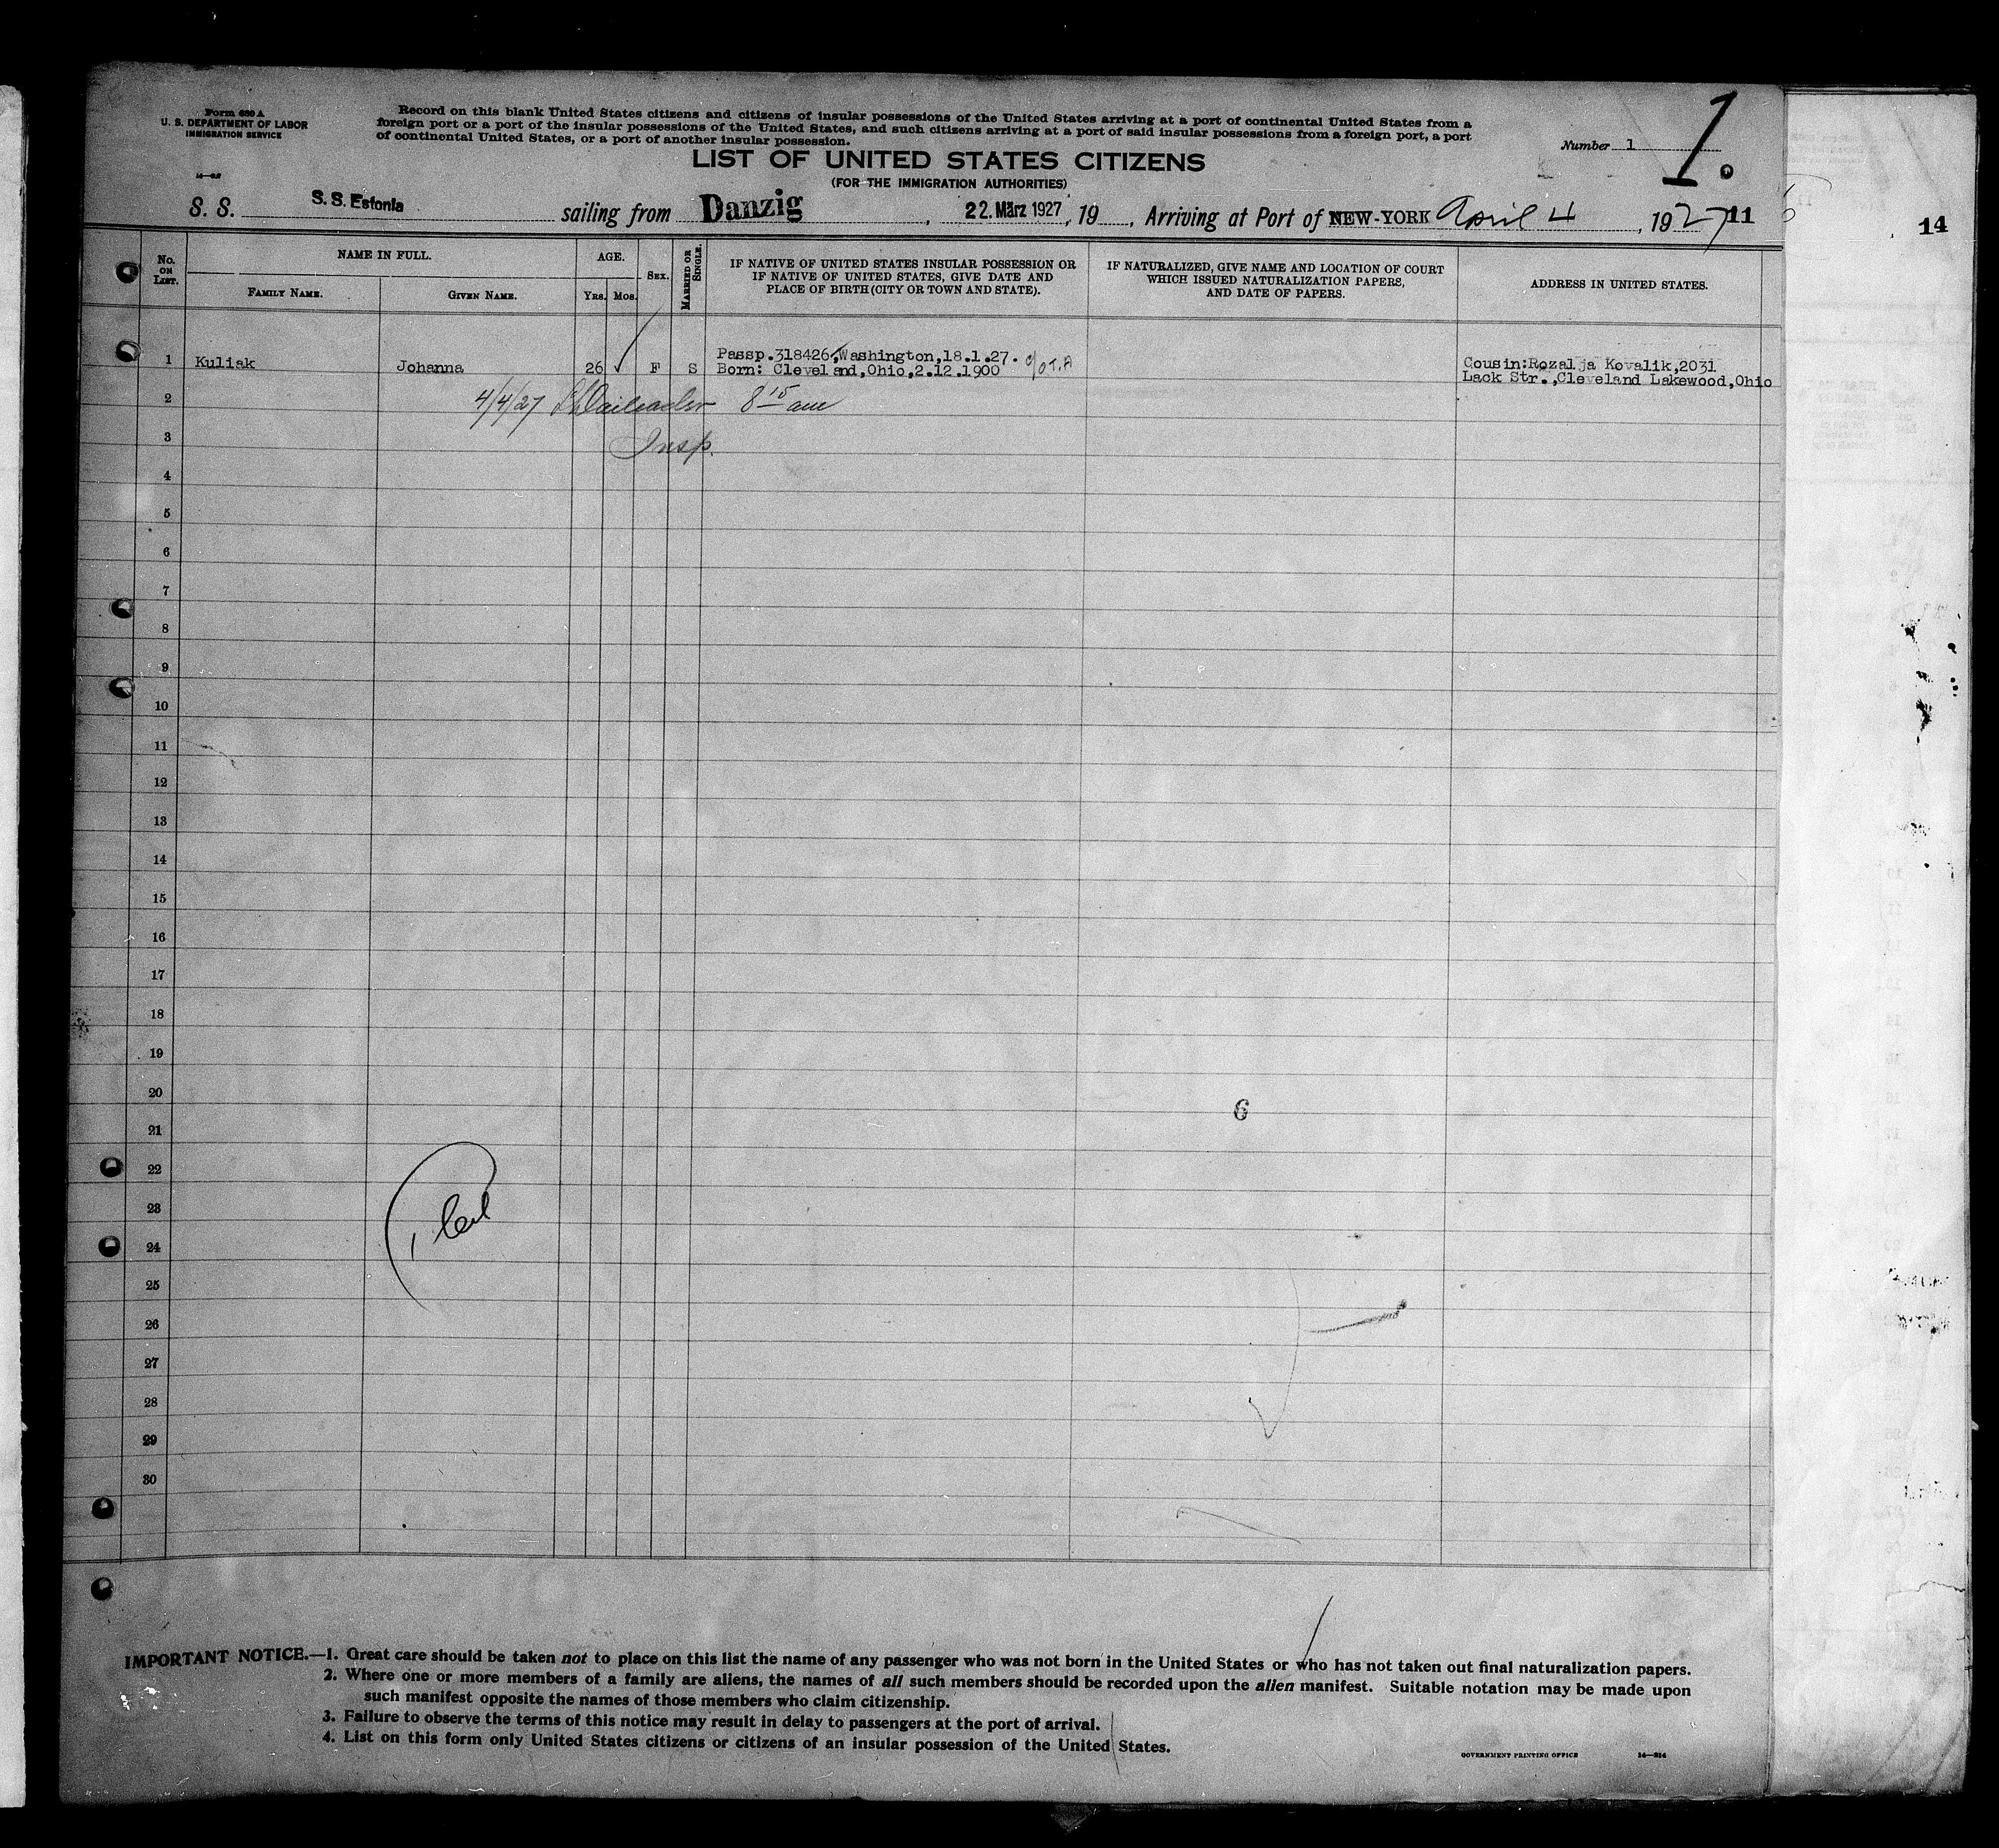 Form 630 A
U. S. DEPARTMENT OF LABOR
IMMIGRATION SERVICE
Record on this blank United States citizens and citizens of insular possessions of the United States arriving at a port of continental United States from a
foreign port or a port of the insular possessions of the United States, and such citizens arriving at a port of said insular possessions from a foreign port, a port
of continental United States, or a port of another insular possession.
Number 1
1.
LIST OF UNITED STATES CITIZENS
(FOR THE IMMIGRATION AUTHORITIES)
S. S. S. S. Estonia sailing from Danzig, 22. März 1927, 19, Arriving at Port of NEW-YORK April 4, 1927 11
14
No. ON LIST.
NAME IN FULL.
FAMILY NAME.
GIVEN NAME.
AGE.
YRS. MOS.
SEX.
MARRIED OR SINGLE.
IF NATIVE OF UNITED STATES INSULAR POSSESSION OR
IF NATIVE OF UNITED STATES, GIVE DATE AND
PLACE OF BIRTH (CITY OR TOWN AND STATE).
IF NATURALIZED, GIVE NAME AND LOCATION OF COURT
WHICH ISSUED NATURALIZATION PAPERS,
AND DATE OF PAPERS.
ADDRESS IN UNITED STATES.
1 Kuliak Johanna 26 F S
Passp.318426,Washington,18.1.27.
Born: Cleveland,Ohio,2.12.1900
Cousin:Rozalja Kovalik,2031
Lack Str.,Cleveland Lakewood,Ohio
2 4/4/27 8 15 am
3 Insp.
4
5
6
7
8
9
10
11
12
13
14
15
16
17
18
19
20
6
21
22
23
24
25
26
27
28
29
30
IMPORTANT NOTICE.—1. Great care should be taken not to place on this list the name of any passenger who was not born in the United States or who has not taken out final naturalization papers.
2. Where one or more members of a family are aliens, the names of all such members should be recorded upon the alien manifest. Suitable notation may be made upon
such manifest opposite the names of those members who claim citizenship.
3. Failure to observe the terms of this notice may result in delay to passengers at the port of arrival.
4. List on this form only United States citizens or citizens of an insular possession of the United States.
GOVERNMENT PRINTING OFFICE 14—214